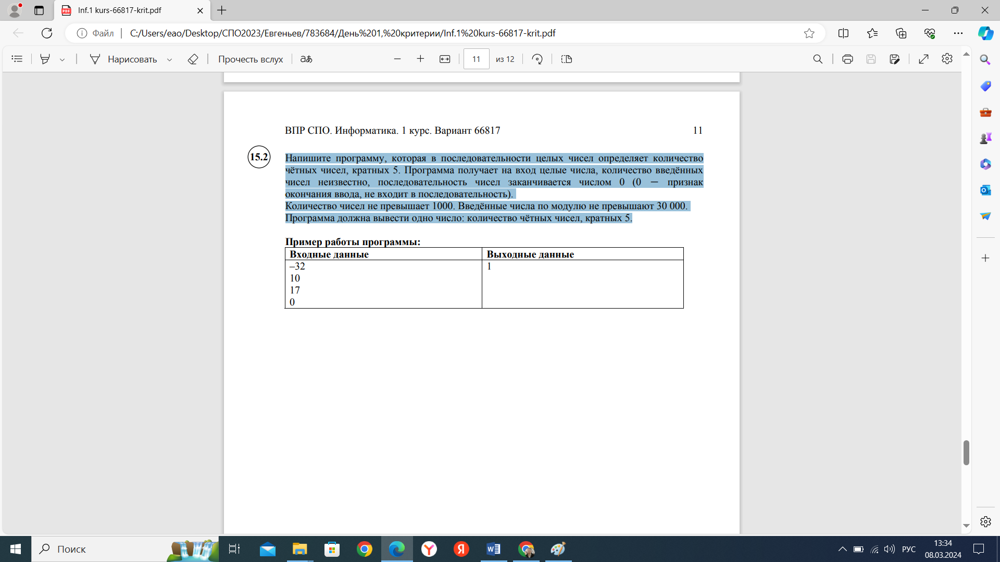 Inf.1 kurs-66817-krit.pdf
Файл
C:/Users/eao/Desktop/СПО2023/Евгеньев/783684/День%201,%20критерии/Inf.1%20kurs-66817-krit.pdf
Нарисовать
Прочесть вслух
аあ
11
из 12
ВПР СПО. Информатика. 1 курс. Вариант 66817
11
15.2
Напишите программу, которая в последовательности целых чисел определяет количество
чётных чисел, кратных 5. Программа получает на вход целые числа, количество введённых
чисел неизвестно, последовательность чисел заканчивается числом 0 (0 — признак
окончания ввода, не входит в последовательность).
Количество чисел не превышает 1000. Введённые числа по модулю не превышают 30 000.
Программа должна вывести одно число: количество чётных чисел, кратных 5.
Пример работы программы:
Входные данные
Выходные данные
–32
1
10
17
0
Поиск
РУС
13:34
08.03.2024